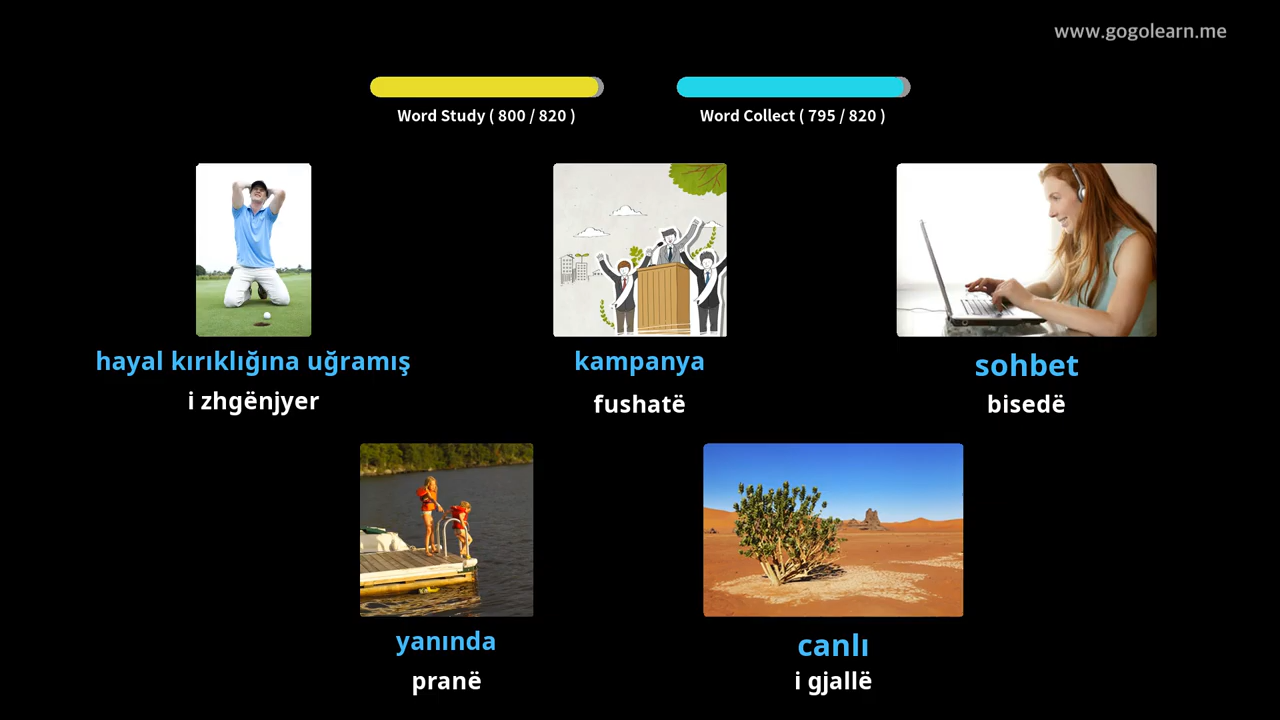 www.gogolearn.me
Word Study ( 800 / 820 )
Word Collect ( 795 / 820 )
hayal kırıklığına uğramış
i zhgënjyer
kampanya
fushatë
sohbet
bisedë
yanında
pranë
canlı
i gjallë